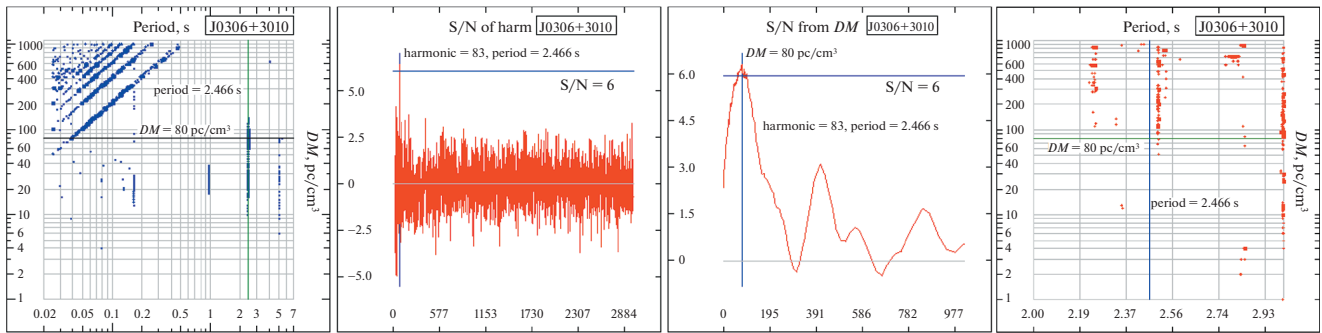 Period, s J0306+3010
1000
600
400
200
100
60
40
20
10
6
4
2
1
period = 2.466 s
DM = 80 pc/cm³
DM, pc/cm³
0.02 0.05 0.1 0.2 0.5 1 2 3 4 5 7
S/N of harm J0306+3010
harmonic = 83, period = 2.466 s
S/N = 6
5.0
2.5
0
−2.5
−5.0
0 577 1153 1730 2307 2884
S/N from DM J0306+3010
DM = 80 pc/cm³
6.0
S/N = 6
harmonic = 83, period = 2.466 s
4.5
3.0
1.5
0
0 195 391 586 782 977
Period, s J0306+3010
1000
600
400
200
100
60
40
20
10
6
4
2
1
DM = 80 pc/cm³
DM, pc/cm³
period = 2.466 s
2.00 2.19 2.37 2.56 2.74 2.93